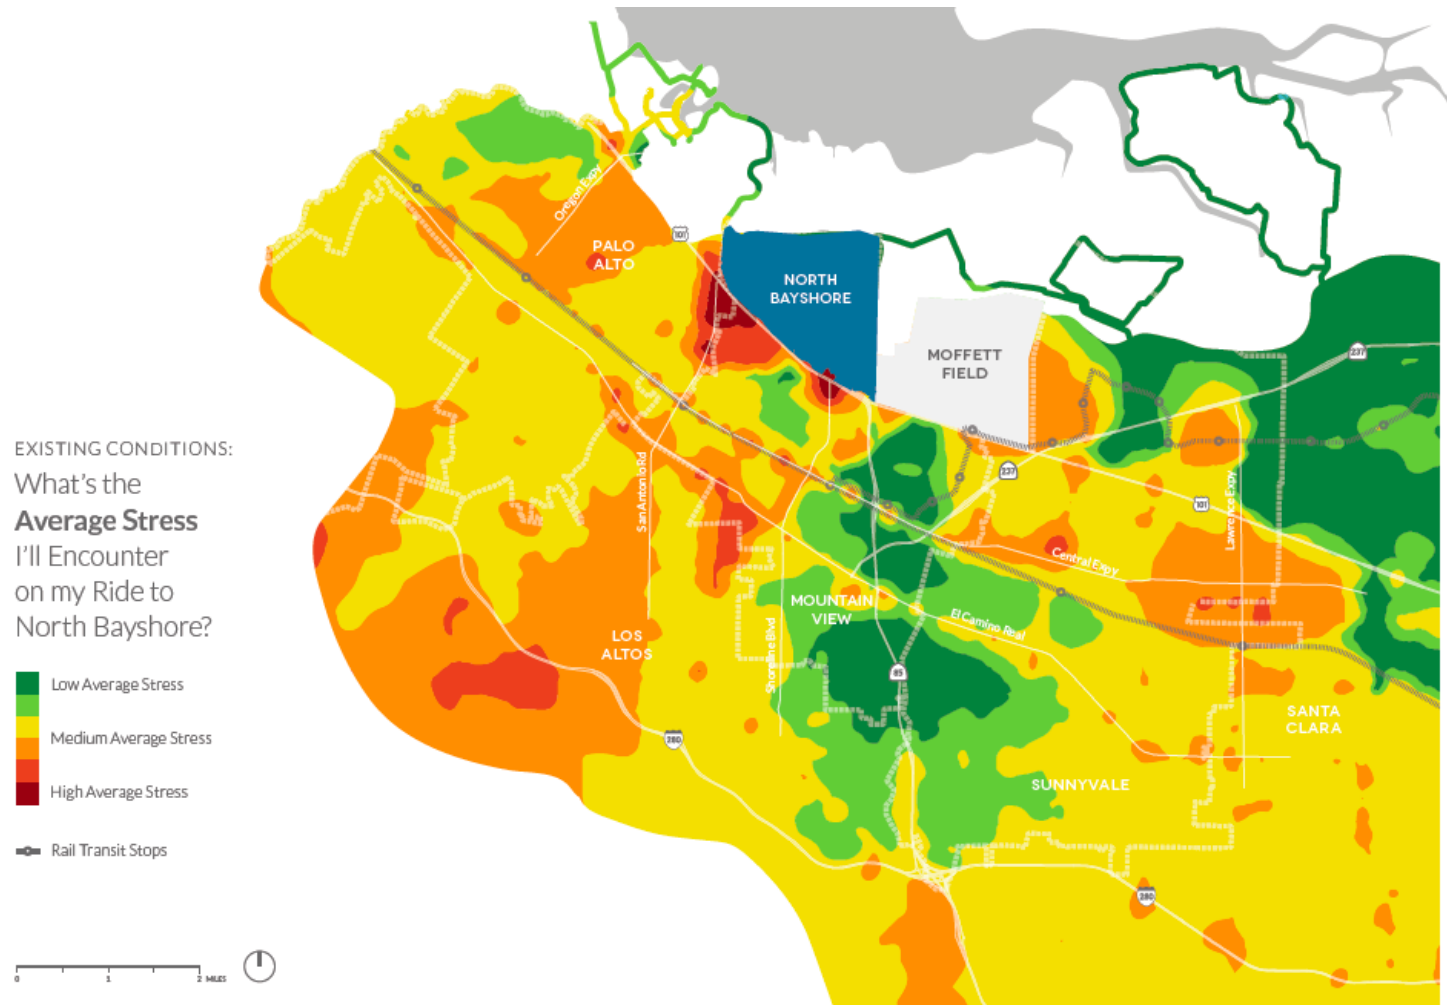 EXISTING CONDITIONS:
What's the
Average Stress
I'll Encounter
on my Ride to
North Bayshore?
Low Average Stress
Medium Average Stress
High Average Stress
Rail Transit Stops
0 1 2 MILES
Oregon Expy
101
PALO
ALTO
NORTH
BAYSHORE
MOFFETT
FIELD
237
237
101
San Antonio Rd
Lawrence Expy
Central Expy
MOUNTAIN
VIEW
El Camino Real
LOS
ALTOS
Shoreline Blvd
85
280
SANTA
CLARA
SUNNYVALE
280